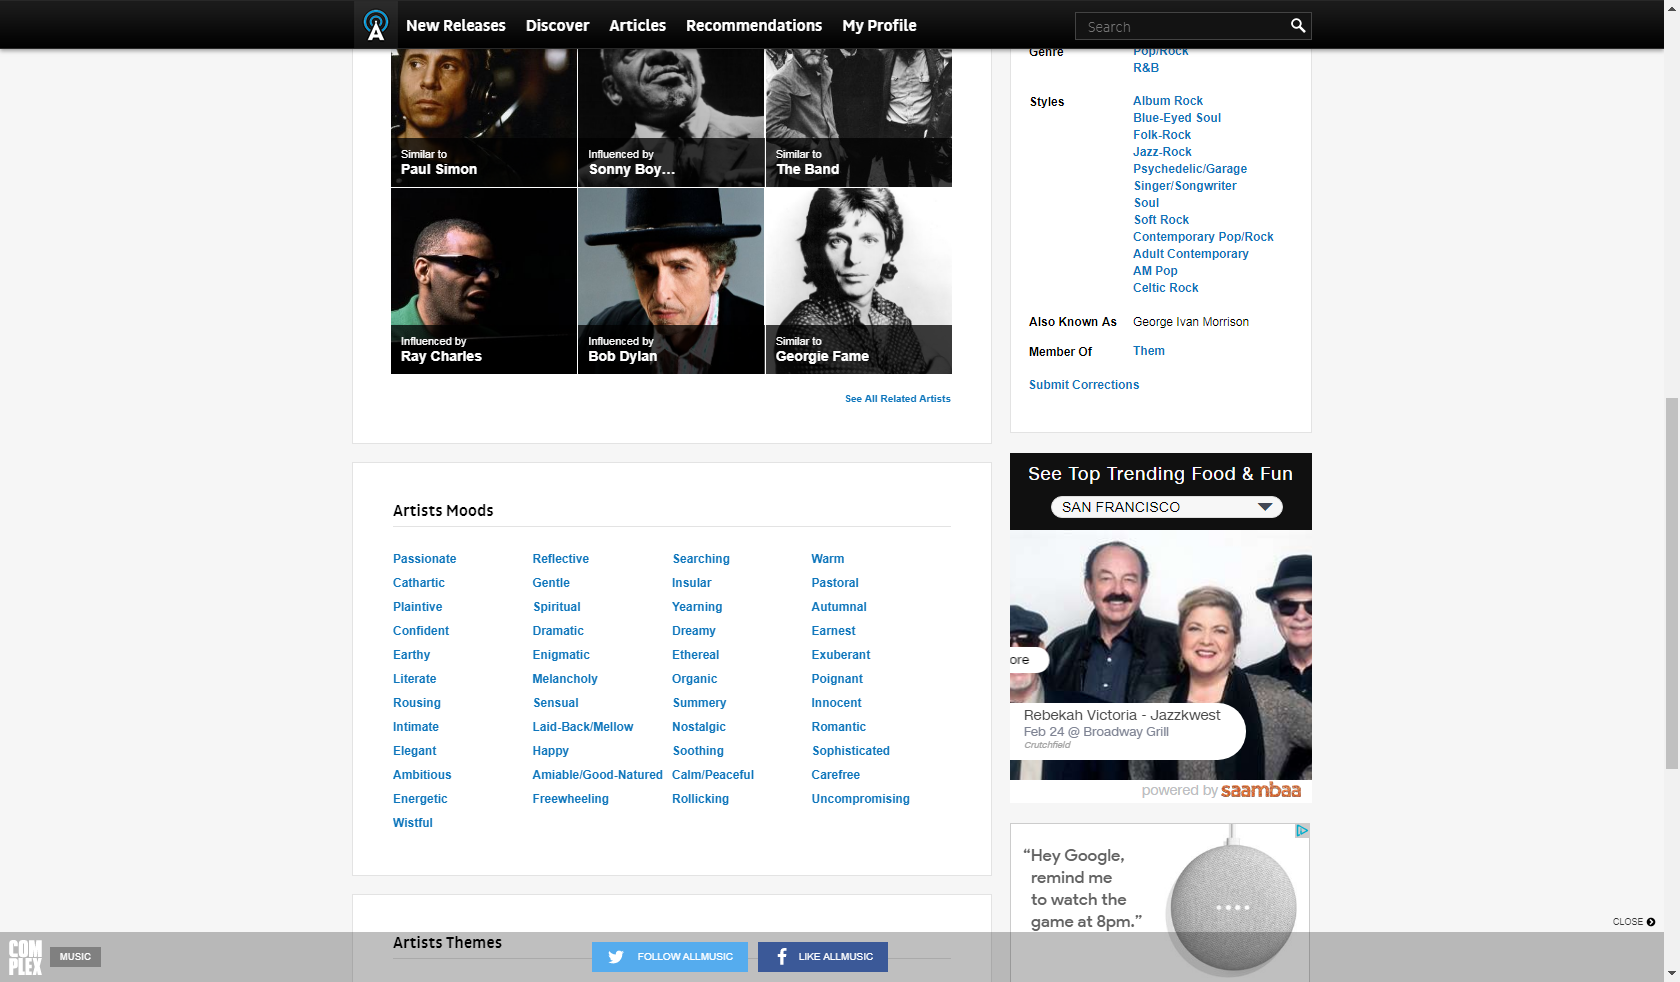 New Releases
Discover
Articles
Recommendations
My Profile
Search
Similar to
Paul Simon
Influenced by
Sonny Boy...
Similar to
The Band
Influenced by
Ray Charles
Influenced by
Bob Dylan
Similar to
Georgie Fame
See All Related Artists
Genre
Pop/Rock
R&B
Styles
Album Rock
Blue-Eyed Soul
Folk-Rock
Jazz-Rock
Psychedelic/Garage
Singer/Songwriter
Soul
Soft Rock
Contemporary Pop/Rock
Adult Contemporary
AM Pop
Celtic Rock
Also Known As George Ivan Morrison
Member Of Them
Submit Corrections
Artists Moods
Passionate Reflective Searching Warm
Cathartic Gentle Insular Pastoral
Plaintive Spiritual Yearning Autumnal
Confident Dramatic Dreamy Earnest
Earthy Enigmatic Ethereal Exuberant
Literate Melancholy Organic Poignant
Rousing Sensual Summery Innocent
Intimate Laid-Back/Mellow Nostalgic Romantic
Elegant Happy Soothing Sophisticated
Ambitious Amiable/Good-Natured Calm/Peaceful Carefree
Energetic Freewheeling Rollicking Uncompromising
Wistful
See Top Trending Food & Fun
SAN FRANCISCO
ore
Rebekah Victoria - Jazzkwest
Feb 24 @ Broadway Grill
Crutchfield
powered by saambaa
“Hey Google,
remind me
to watch the
game at 8pm.”
Artists Themes
CLOSE
COM
PLEX
MUSIC
FOLLOW ALLMUSIC
LIKE ALLMUSIC